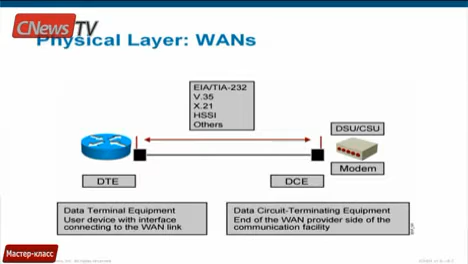 CNews TV
Physical Layer: WANs
EIA/TIA-232
V.35
X.21
HSSI
Others
DSU/CSU
Modem
DTE
DCE
Data Terminal Equipment
User device with interface
connecting to the WAN link
Data Circuit-Terminating Equipment
End of the WAN provider side of the
communication facility
Мастер-класс